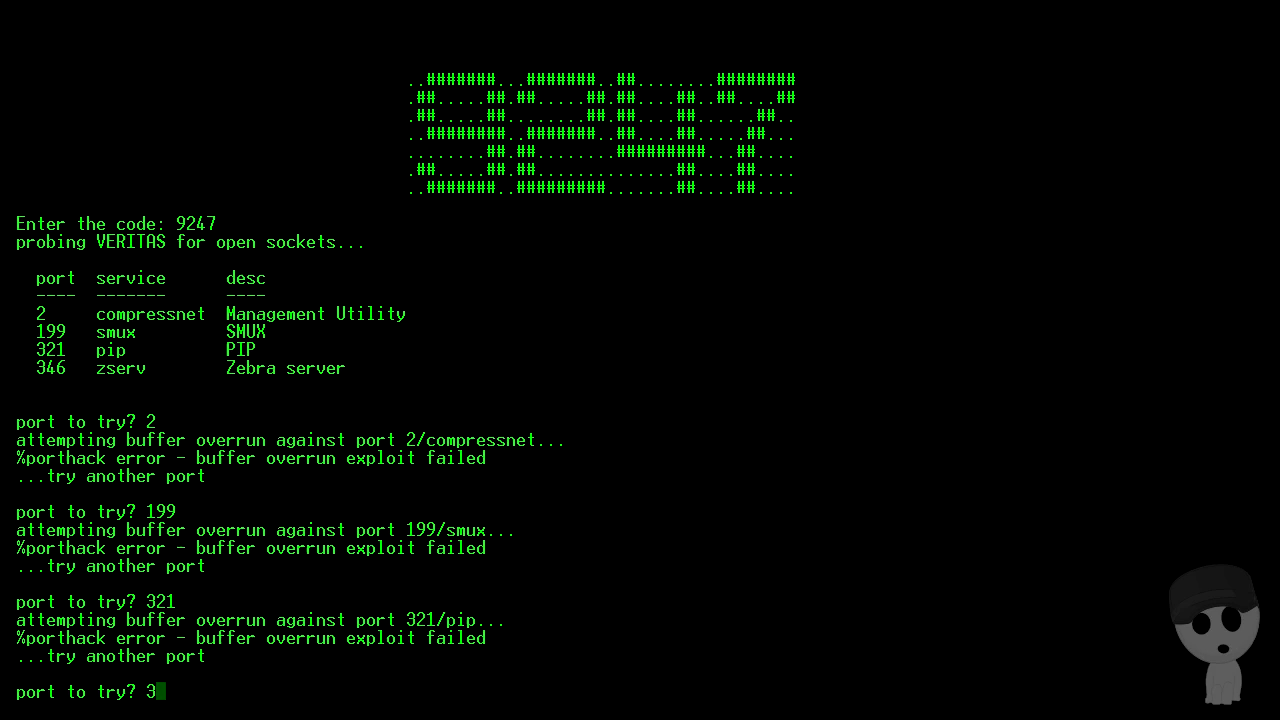 ..#######...#######..##........########
.##.....##.##.....##.##....##..##....##
.##.....##........##.##....##......##..
..########..#######..##....##.....##...
........##.##........#########...##....
.##.....##.##..............##....##....
..#######..#########.......##....##....
Enter the code: 9247
probing VERITAS for open sockets...
port  service      desc
----  -------      ----
2     compressnet  Management Utility
199   smux         SMUX
321   pip          PIP
346   zserv        Zebra server
port to try? 2
attempting buffer overrun against port 2/compressnet...
%porthack error - buffer overrun exploit failed
...try another port
port to try? 199
attempting buffer overrun against port 199/smux...
%porthack error - buffer overrun exploit failed
...try another port
port to try? 321
attempting buffer overrun against port 321/pip...
%porthack error - buffer overrun exploit failed
...try another port
port to try? 3